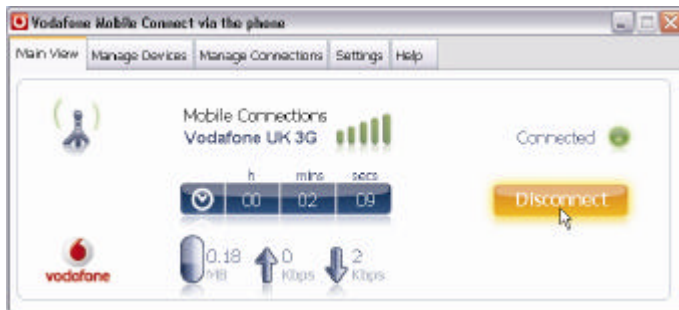 Vodafone Mobile Connect via the phone
Main View Manage Devices Manage Connections Settings Help
Mobile Connections
Vodafone UK 3G
Connected
h mins secs
00 02 09
Disconnect
vodafone
0.18 MB 0 Kbps 2 Kbps